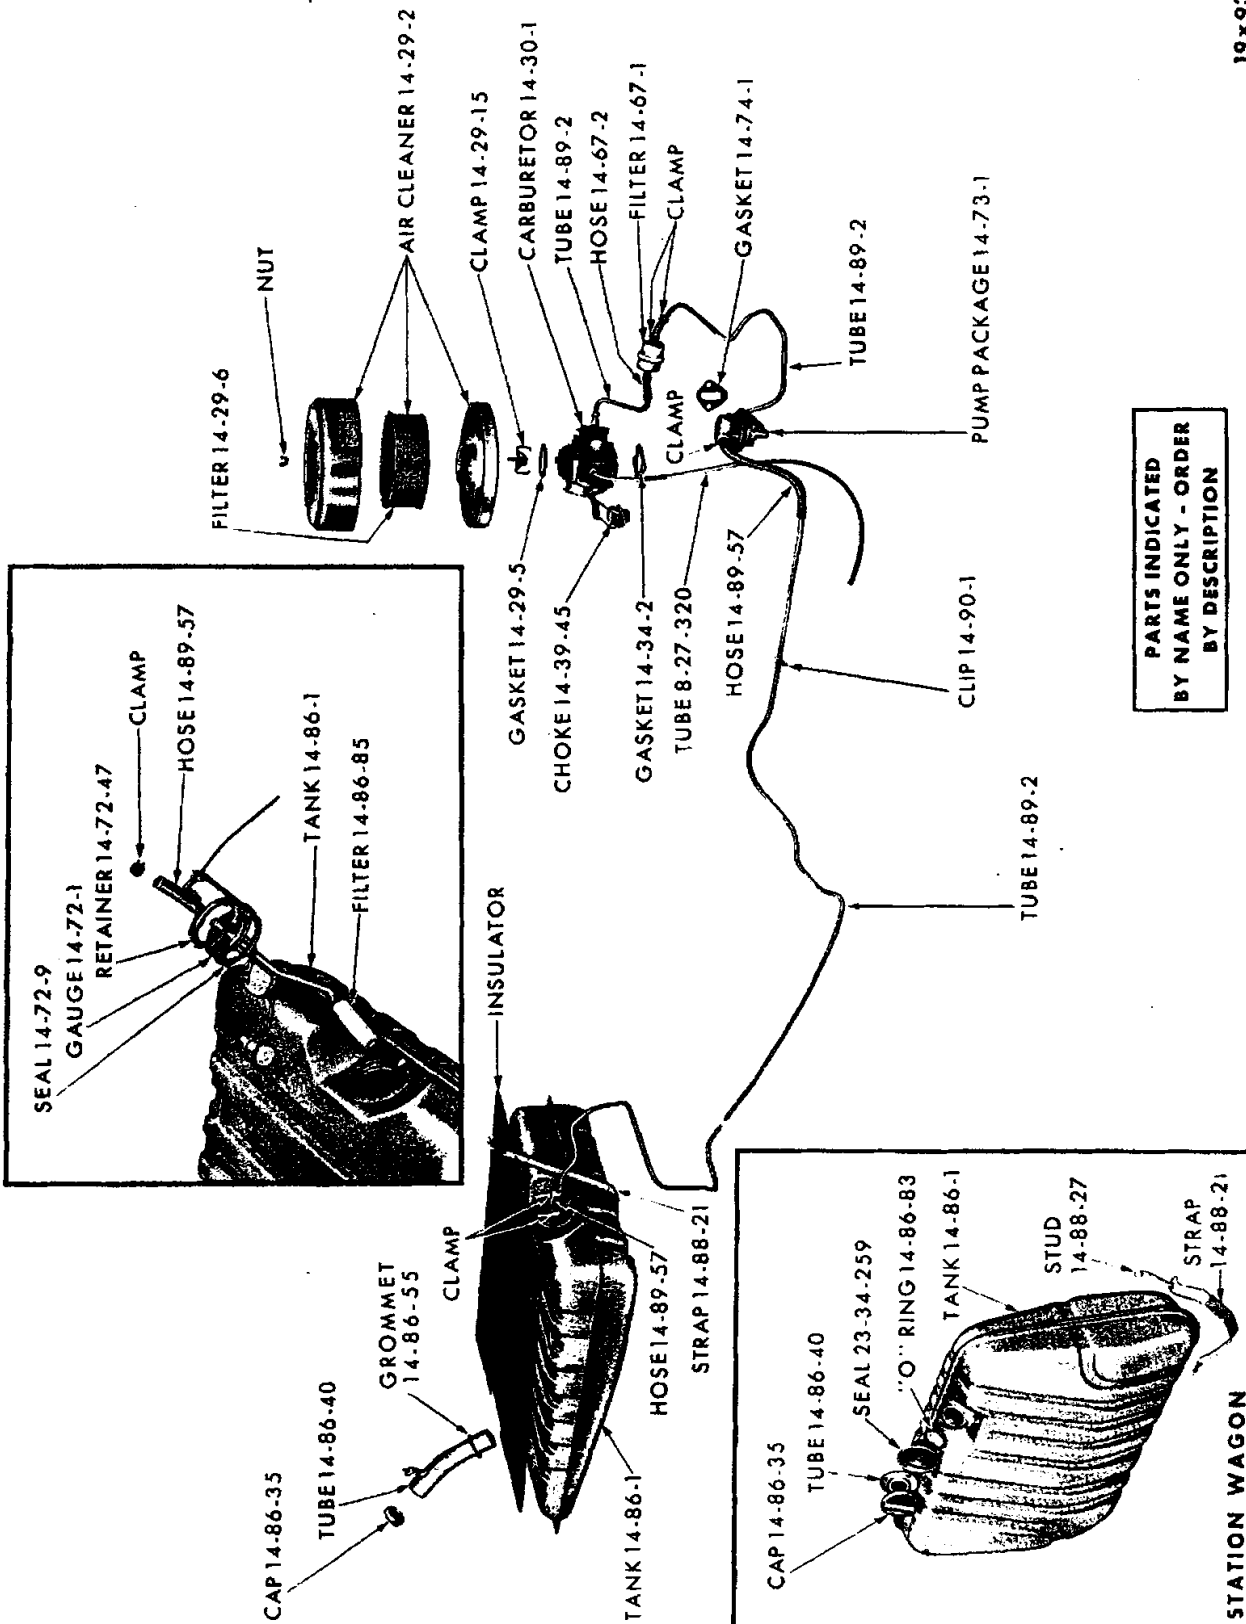 SEAL 14-72-9
GAUGE 14-72-1
RETAINER 14-72-47
CLAMP
HOSE 14-89-57
TANK 14-86-1
FILTER 14-86-85
FILTER 14-29-6
NUT
AIR CLEANER 14-29-2
CLAMP 14-29-15
CARBURETOR 14-30-1
TUBE 14-89-2
HOSE 14-67-2
FILTER 14-67-1
CLAMP
GASKET 14-74-1
TUBE 14-89-2
PUMP PACKAGE 14-73-1
CLAMP
GASKET 14-29-5
CHOKE 14-39-45
GASKET 14-34-2
TUBE 8-27-320
HOSE 14-89-57
CLIP 14-90-1
TUBE 14-89-2
INSULATOR
CAP 14-86-35
TUBE 14-86-40
GROMMET
14-86-55
CLAMP
HOSE 14-89-57
STRAP 14-88-21
TANK 14-86-1
CAP 14-86-35
TUBE 14-86-40
SEAL 23-34-259
"O" RING 14-86-83
TANK 14-86-1
STUD
14-88-27
STRAP
14-88-21
STATION WAGON
PARTS INDICATED
BY NAME ONLY - ORDER
BY DESCRIPTION